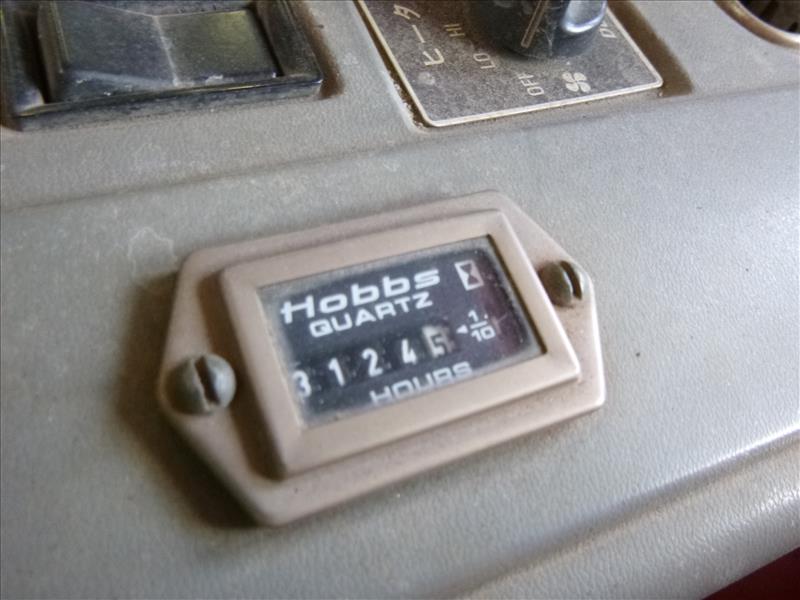 ヒータ
LO HI
OFF
Hobbs
QUARTZ
3 1 2 4 5
1
10
HOURS